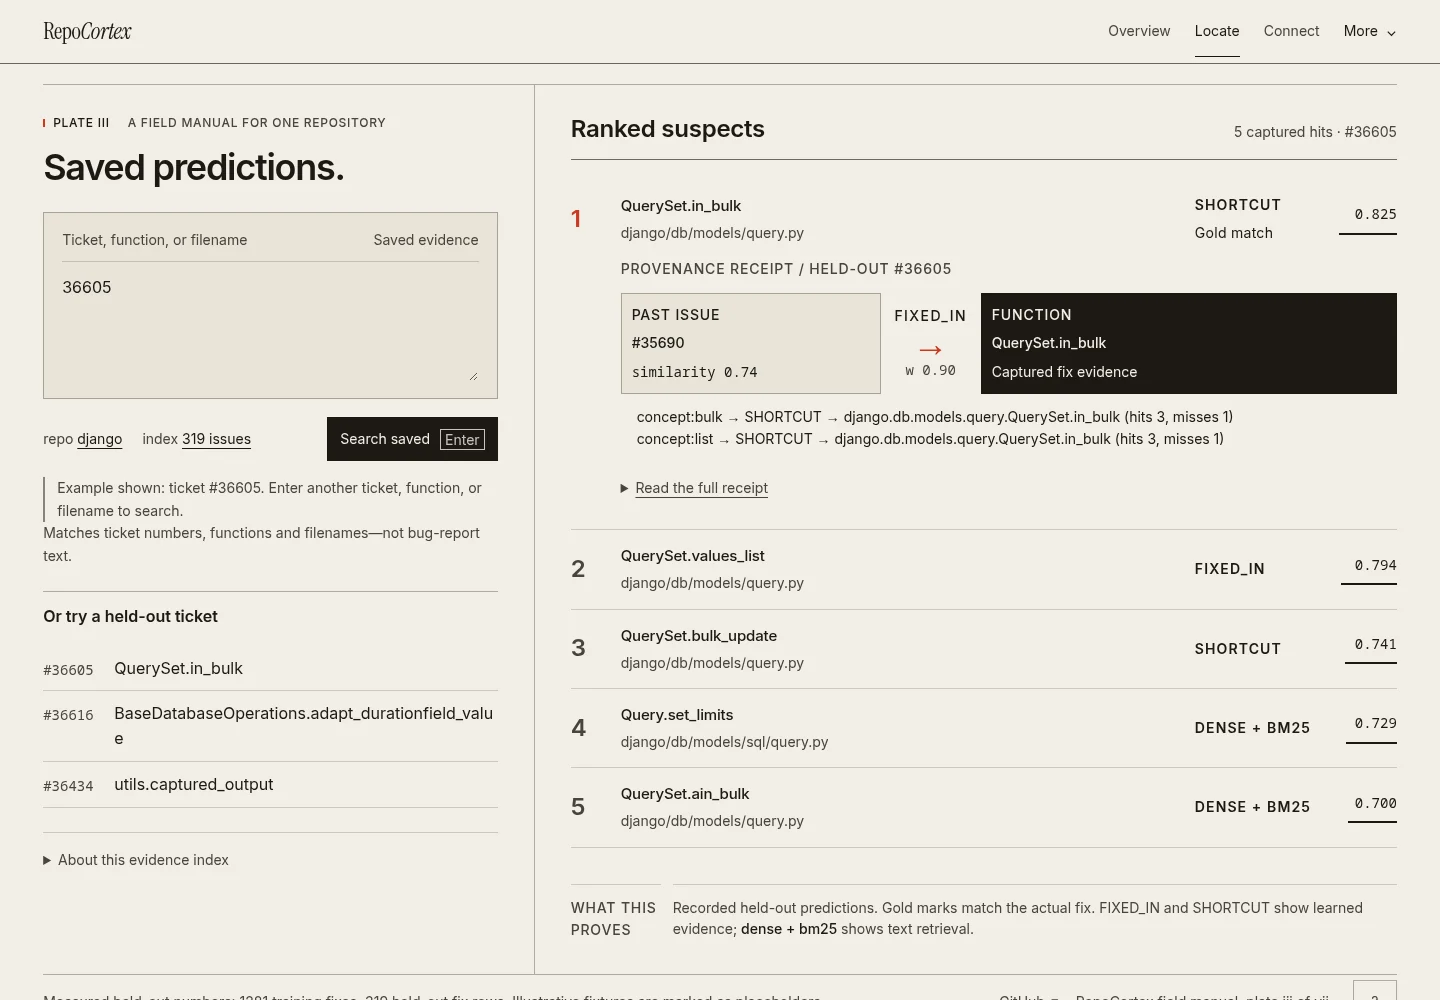 RepoCortex
Overview Locate Connect More
PLATE III A FIELD MANUAL FOR ONE REPOSITORY
Saved predictions.
Ticket, function, or filename Saved evidence
36605
repo django index 319 issues Search saved Enter
Example shown: ticket #36605. Enter another ticket, function, or
filename to search.
Matches ticket numbers, functions and filenames—not bug-report
text.
Or try a held-out ticket
#36605 QuerySet.in_bulk
#36616 BaseDatabaseOperations.adapt_durationfield_valu
e
#36434 utils.captured_output
▶ About this evidence index
Ranked suspects
5 captured hits · #36605
1 QuerySet.in_bulk SHORTCUT 0.825
django/db/models/query.py Gold match
PROVENANCE RECEIPT / HELD-OUT #36605
PAST ISSUE
#35690
similarity 0.74
FIXED_IN
→
w 0.90
FUNCTION
QuerySet.in_bulk
Captured fix evidence
concept:bulk → SHORTCUT → django.db.models.query.QuerySet.in_bulk (hits 3, misses 1)
concept:list → SHORTCUT → django.db.models.query.QuerySet.in_bulk (hits 3, misses 1)
▶ Read the full receipt
2 QuerySet.values_list FIXED_IN 0.794
django/db/models/query.py
3 QuerySet.bulk_update SHORTCUT 0.741
django/db/models/query.py
4 Query.set_limits DENSE + BM25 0.729
django/db/models/sql/query.py
5 QuerySet.ain_bulk DENSE + BM25 0.700
django/db/models/query.py
WHAT THIS
PROVES
Recorded held-out predictions. Gold marks match the actual fix. FIXED_IN and SHORTCUT show learned
evidence; dense + bm25 shows text retrieval.